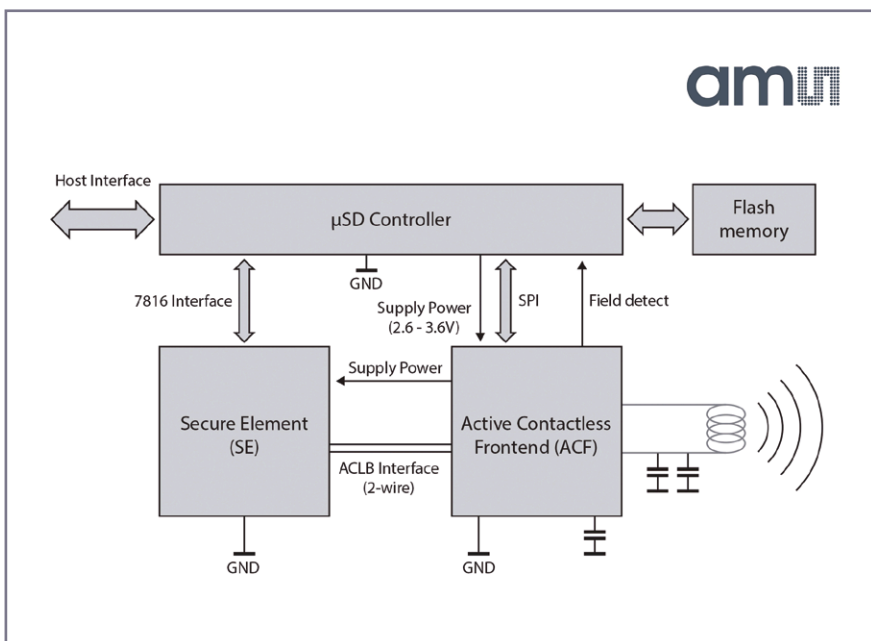 ams
Host Interface
µSD Controller
Flash
memory
GND
7816 Interface
Supply Power
(2.6 - 3.6V)
SPI
Field detect
Supply Power
Secure Element
(SE)
Active Contactless
Frontend (ACF)
ACLB Interface
(2-wire)
GND
GND